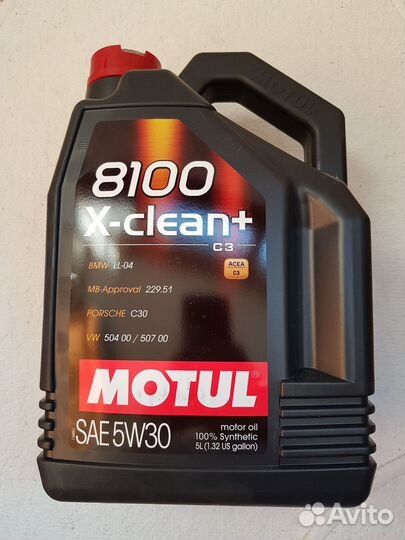 MOTUL
8100
X-clean+
C3
BMW LL-04
ACEA
C3
MB-Approval 229.51
PORSCHE C30
VW 504 00 / 507 00
MOTUL®
SAE 5W30
motor oil
100% Synthetic
5L (1.32 US gallon)
Avito